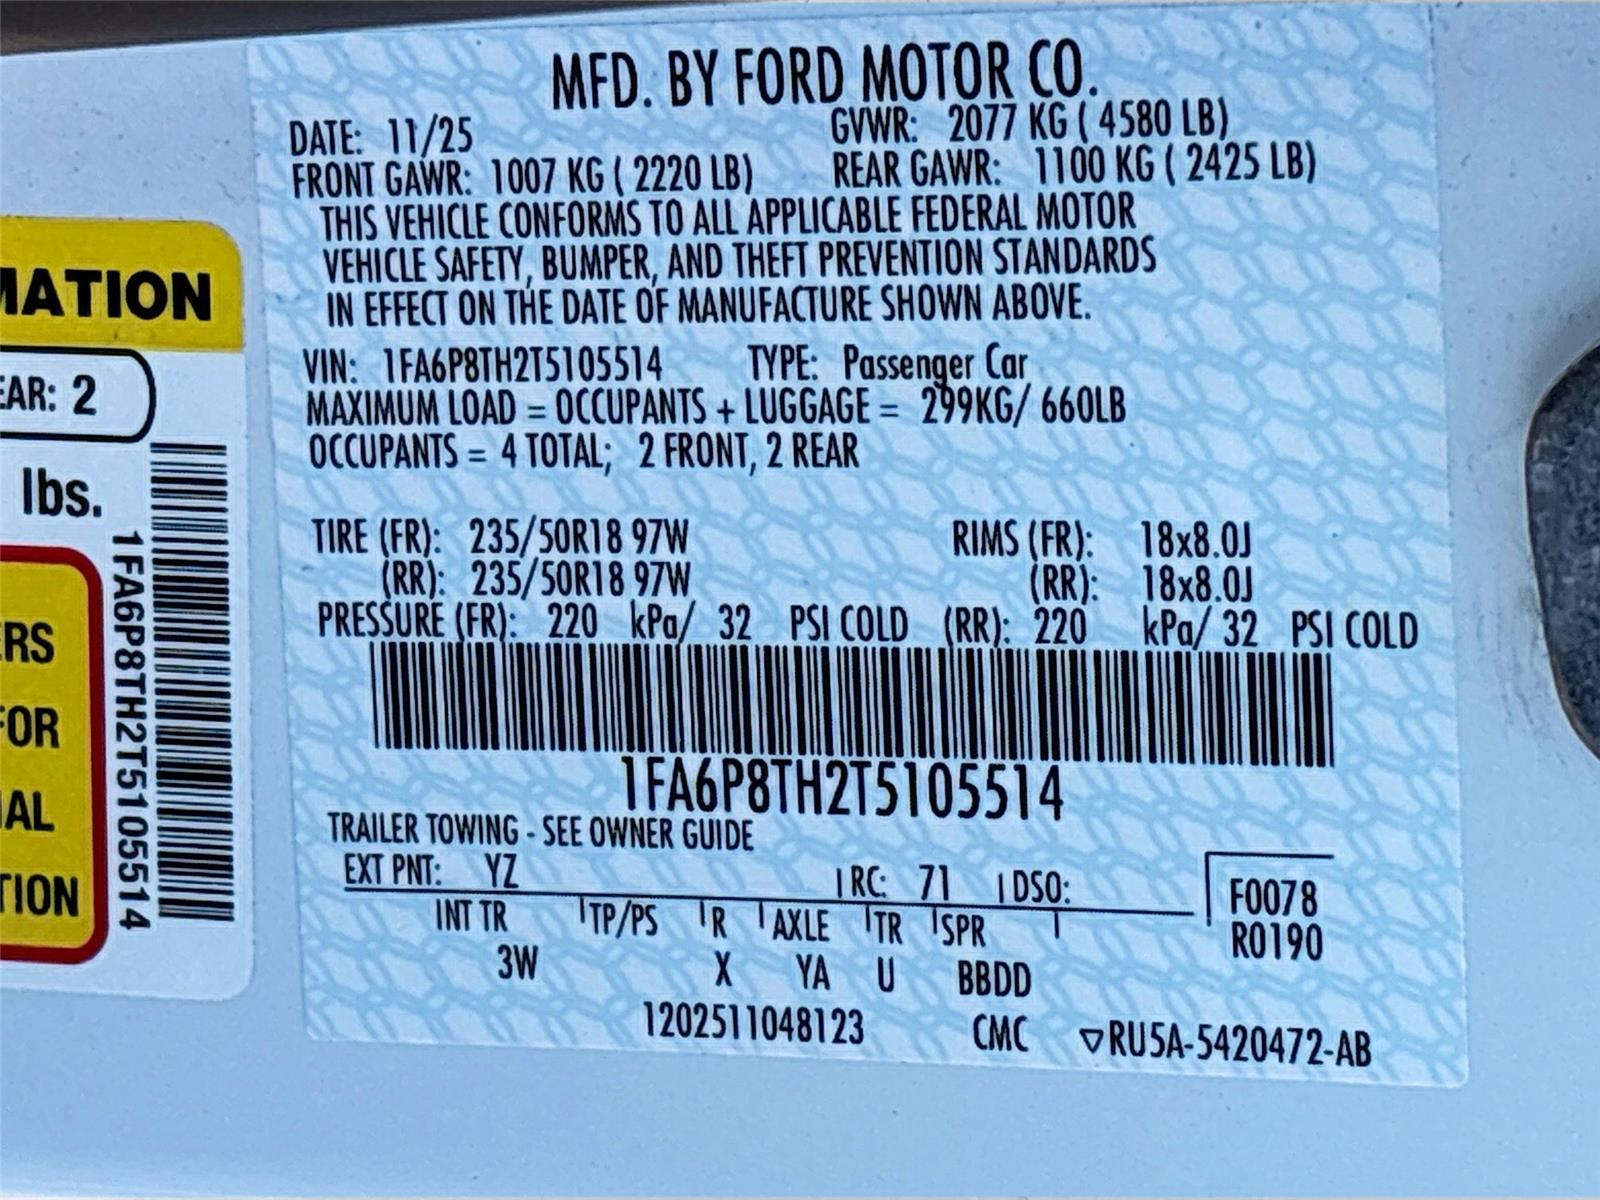 MFD. BY FORD MOTOR CO.
DATE: 11/25 GVWR: 2077 KG ( 4580 LB)
FRONT GAWR: 1007 KG ( 2220 LB) REAR GAWR: 1100 KG ( 2425 LB)
THIS VEHICLE CONFORMS TO ALL APPLICABLE FEDERAL MOTOR
VEHICLE SAFETY, BUMPER, AND THEFT PREVENTION STANDARDS
IN EFFECT ON THE DATE OF MANUFACTURE SHOWN ABOVE.
VIN: 1FA6P8TH2T5105514 TYPE: Passenger Car
MAXIMUM LOAD = OCCUPANTS + LUGGAGE = 299KG/ 660LB
OCCUPANTS = 4 TOTAL; 2 FRONT, 2 REAR
TIRE (FR): 235/50R18 97W RIMS (FR): 18x8.0J
(RR): 235/50R18 97W (RR): 18x8.0J
PRESSURE (FR): 220 kPa/ 32 PSI COLD (RR): 220 kPa/ 32 PSI COLD
1FA6P8TH2T5105514
TRAILER TOWING - SEE OWNER GUIDE
EXT PNT: YZ RC: 71 DSO:
F0078
R0190
INT TR TP/PS R AXLE TR SPR
3W X YA U BBDD
1202511048123 CMC ▽RU5A-5420472-AB
MATION
EAR: 2
lbs.
ERS
FOR
IAL
TION
1FA6P8TH2T5105514